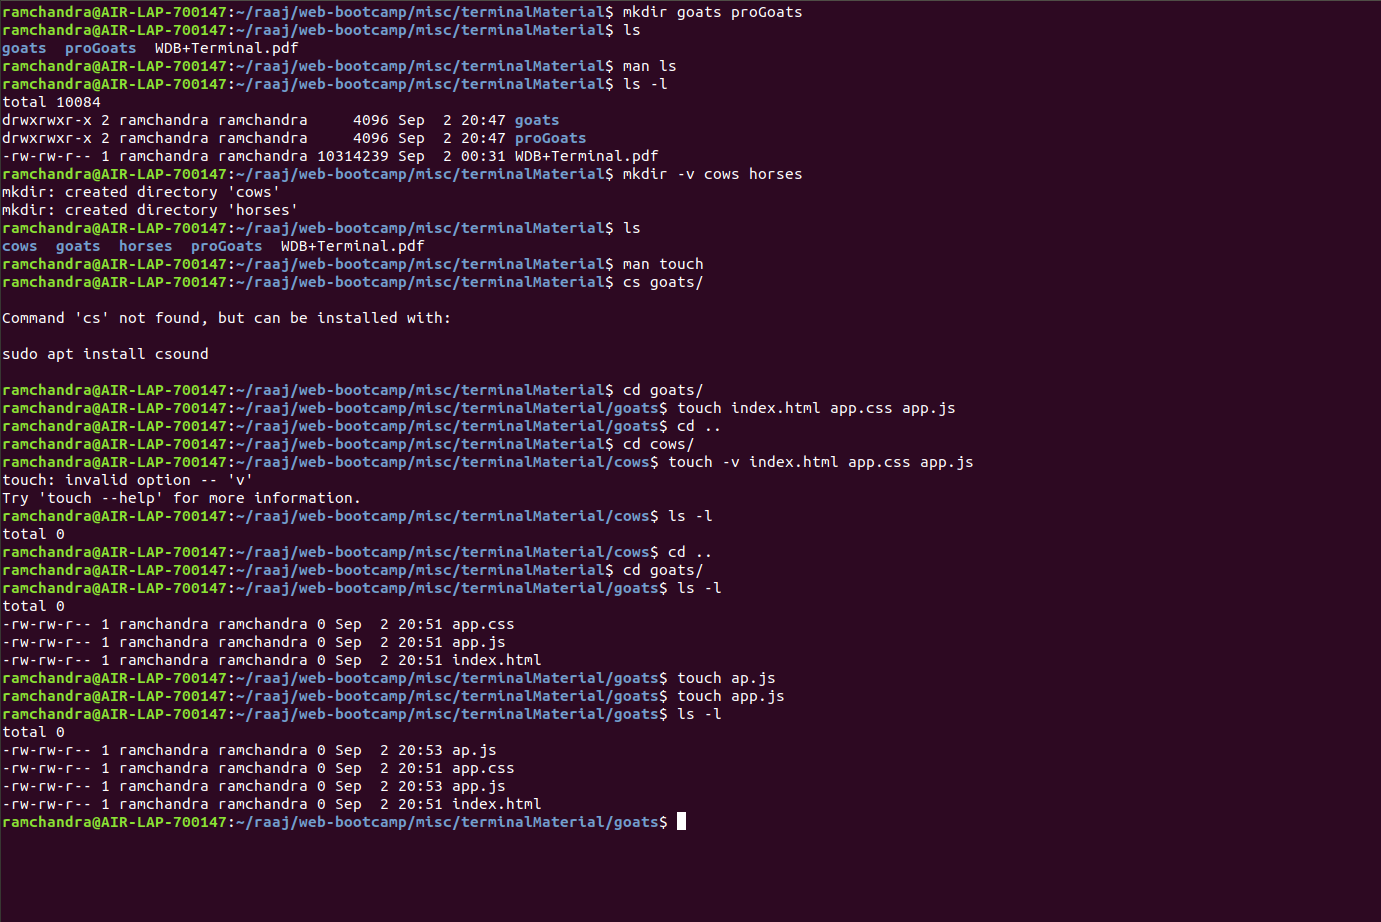 ramchandra@AIR-LAP-700147:~/raaj/web-bootcamp/misc/terminalMaterial$ mkdir goats proGoats
ramchandra@AIR-LAP-700147:~/raaj/web-bootcamp/misc/terminalMaterial$ ls
goats  proGoats  WDB+Terminal.pdf
ramchandra@AIR-LAP-700147:~/raaj/web-bootcamp/misc/terminalMaterial$ man ls
ramchandra@AIR-LAP-700147:~/raaj/web-bootcamp/misc/terminalMaterial$ ls -l
total 10084
drwxrwxr-x 2 ramchandra ramchandra     4096 Sep  2 20:47 goats
drwxrwxr-x 2 ramchandra ramchandra     4096 Sep  2 20:47 proGoats
-rw-rw-r-- 1 ramchandra ramchandra 10314239 Sep  2 00:31 WDB+Terminal.pdf
ramchandra@AIR-LAP-700147:~/raaj/web-bootcamp/misc/terminalMaterial$ mkdir -v cows horses
mkdir: created directory 'cows'
mkdir: created directory 'horses'
ramchandra@AIR-LAP-700147:~/raaj/web-bootcamp/misc/terminalMaterial$ ls
cows  goats  horses  proGoats  WDB+Terminal.pdf
ramchandra@AIR-LAP-700147:~/raaj/web-bootcamp/misc/terminalMaterial$ man touch
ramchandra@AIR-LAP-700147:~/raaj/web-bootcamp/misc/terminalMaterial$ cs goats/
Command 'cs' not found, but can be installed with:
sudo apt install csound
ramchandra@AIR-LAP-700147:~/raaj/web-bootcamp/misc/terminalMaterial$ cd goats/
ramchandra@AIR-LAP-700147:~/raaj/web-bootcamp/misc/terminalMaterial/goats$ touch index.html app.css app.js
ramchandra@AIR-LAP-700147:~/raaj/web-bootcamp/misc/terminalMaterial/goats$ cd ..
ramchandra@AIR-LAP-700147:~/raaj/web-bootcamp/misc/terminalMaterial$ cd cows/
ramchandra@AIR-LAP-700147:~/raaj/web-bootcamp/misc/terminalMaterial/cows$ touch -v index.html app.css app.js
touch: invalid option -- 'v'
Try 'touch --help' for more information.
ramchandra@AIR-LAP-700147:~/raaj/web-bootcamp/misc/terminalMaterial/cows$ ls -l
total 0
ramchandra@AIR-LAP-700147:~/raaj/web-bootcamp/misc/terminalMaterial/cows$ cd ..
ramchandra@AIR-LAP-700147:~/raaj/web-bootcamp/misc/terminalMaterial$ cd goats/
ramchandra@AIR-LAP-700147:~/raaj/web-bootcamp/misc/terminalMaterial/goats$ ls -l
total 0
-rw-rw-r-- 1 ramchandra ramchandra 0 Sep  2 20:51 app.css
-rw-rw-r-- 1 ramchandra ramchandra 0 Sep  2 20:51 app.js
-rw-rw-r-- 1 ramchandra ramchandra 0 Sep  2 20:51 index.html
ramchandra@AIR-LAP-700147:~/raaj/web-bootcamp/misc/terminalMaterial/goats$ touch ap.js
ramchandra@AIR-LAP-700147:~/raaj/web-bootcamp/misc/terminalMaterial/goats$ touch app.js
ramchandra@AIR-LAP-700147:~/raaj/web-bootcamp/misc/terminalMaterial/goats$ ls -l
total 0
-rw-rw-r-- 1 ramchandra ramchandra 0 Sep  2 20:53 ap.js
-rw-rw-r-- 1 ramchandra ramchandra 0 Sep  2 20:51 app.css
-rw-rw-r-- 1 ramchandra ramchandra 0 Sep  2 20:53 app.js
-rw-rw-r-- 1 ramchandra ramchandra 0 Sep  2 20:51 index.html
ramchandra@AIR-LAP-700147:~/raaj/web-bootcamp/misc/terminalMaterial/goats$